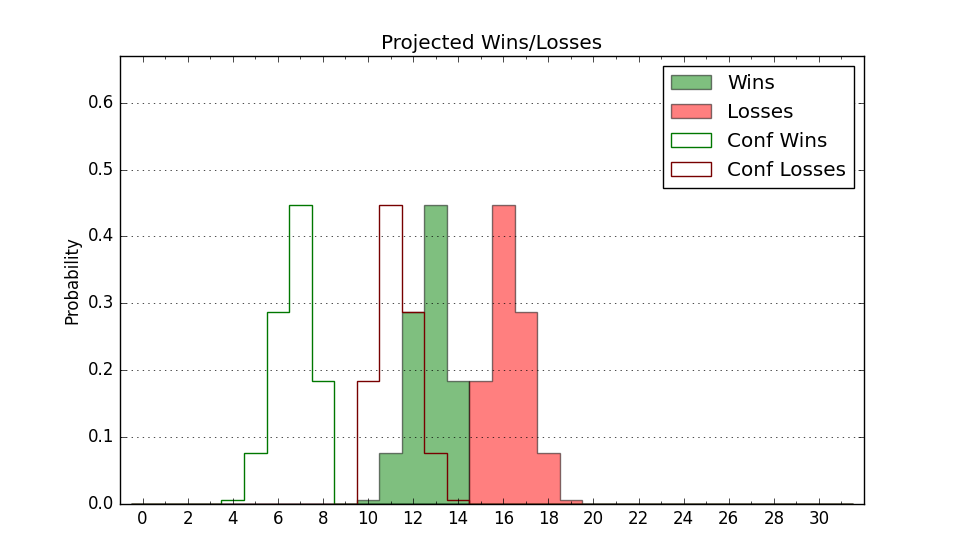 Projected Wins/Losses
Wins
Losses
Conf Wins
Conf Losses
Probability
0.6
0.5
0.4
0.3
0.2
0.1
0.0
0 2 4 6 8 10 12 14 16 18 20 22 24 26 28 30